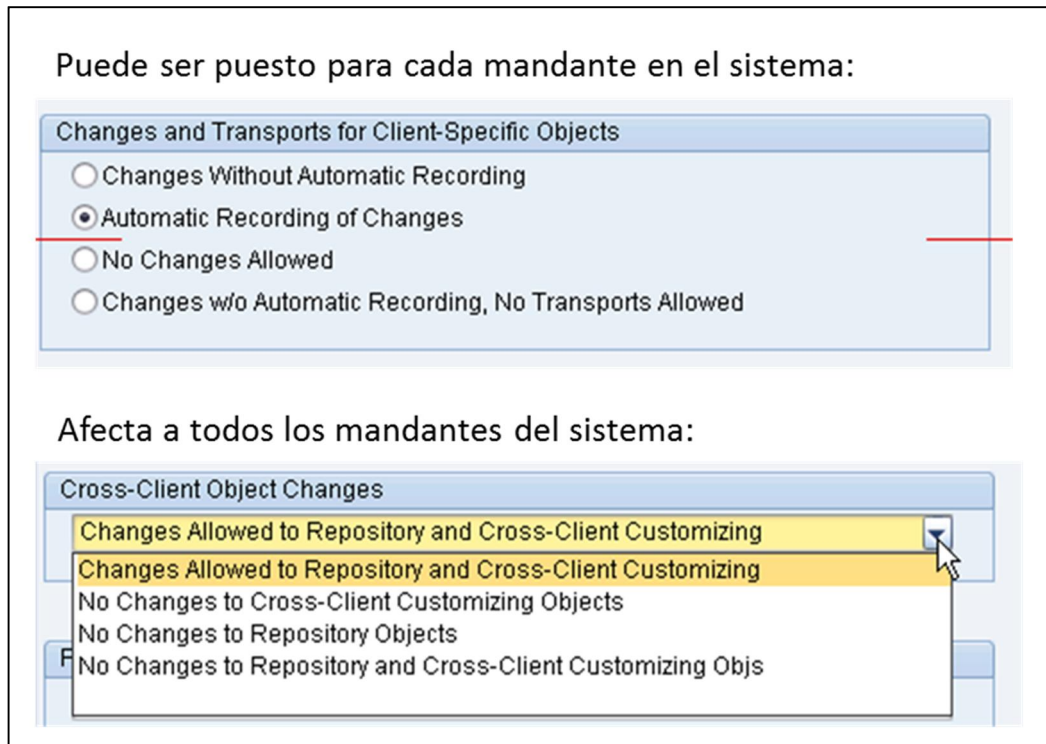 Puede ser puesto para cada mandante en el sistema:
Changes and Transports for Client-Specific Objects
Changes Without Automatic Recording
Automatic Recording of Changes
No Changes Allowed
Changes w/o Automatic Recording, No Transports Allowed
Afecta a todos los mandantes del sistema:
Cross-Client Object Changes
Changes Allowed to Repository and Cross-Client Customizing
Changes Allowed to Repository and Cross-Client Customizing
No Changes to Cross-Client Customizing Objects
No Changes to Repository Objects
No Changes to Repository and Cross-Client Customizing Objs